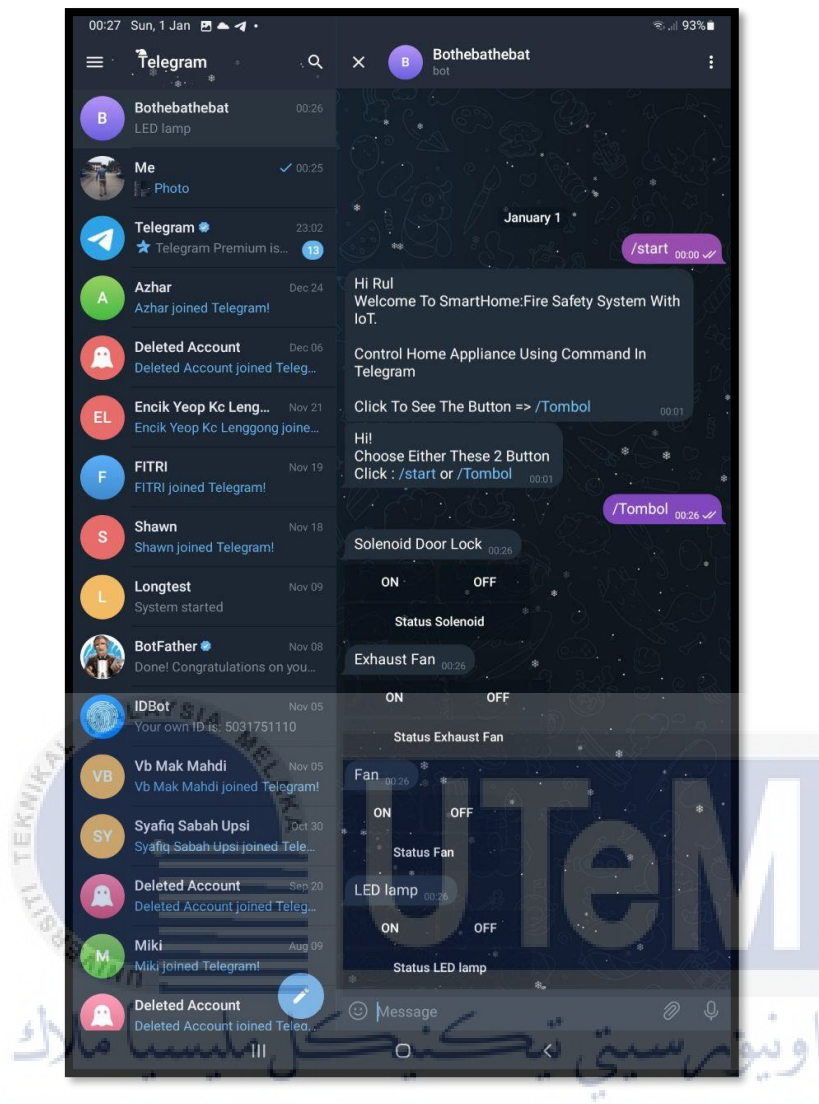 00:27 Sun, 1 Jan
93%
Telegram
Bothebathebat 00:26
LED lamp
Me 00:25
Photo
Telegram 23:02
Telegram Premium is... 13
A
Azhar Dec 24
Azhar joined Telegram!
Deleted Account Dec 06
Deleted Account joined Teleg...
EL
Encik Yeop Kc Leng... Nov 21
Encik Yeop Kc Lenggong joine...
F
FITRI Nov 19
FITRI joined Telegram!
S
Shawn Nov 18
Shawn joined Telegram!
L
Longtest Nov 09
System started
BotFather Nov 08
Done! Congratulations on you...
IDBot Nov 05
Your own ID is: 5031751110
VB
Vb Mak Mahdi Nov 05
Vb Mak Mahdi joined Telegram!
SY
Syafiq Sabah Upsi Oct 30
Syafiq Sabah Upsi joined Tele...
Deleted Account Sep 20
Deleted Account joined Teleg...
M
Miki Aug 09
Miki joined Telegram!
Deleted Account
Deleted Account joined Teleg...
B
B
Bothebathebat
bot
January 1
/start 00:00
Hi Rul
Welcome To SmartHome:Fire Safety System With
IoT.
Control Home Appliance Using Command In
Telegram
Click To See The Button => /Tombol 00:01
Hi!
Choose Either These 2 Button
Click : /start or /Tombol 00:01
/Tombol 00:26
Solenoid Door Lock 00:26
ON OFF
Status Solenoid
Exhaust Fan 00:26
ON OFF
Status Exhaust Fan
Fan 00:26
ON OFF
Status Fan
LED lamp 00:26
ON OFF
Status LED lamp
Message
UTeM
TEKNIKAL MALAYSIA MELAKA
اونيۏرسيتي تيكنيكل مليسيا ملاك